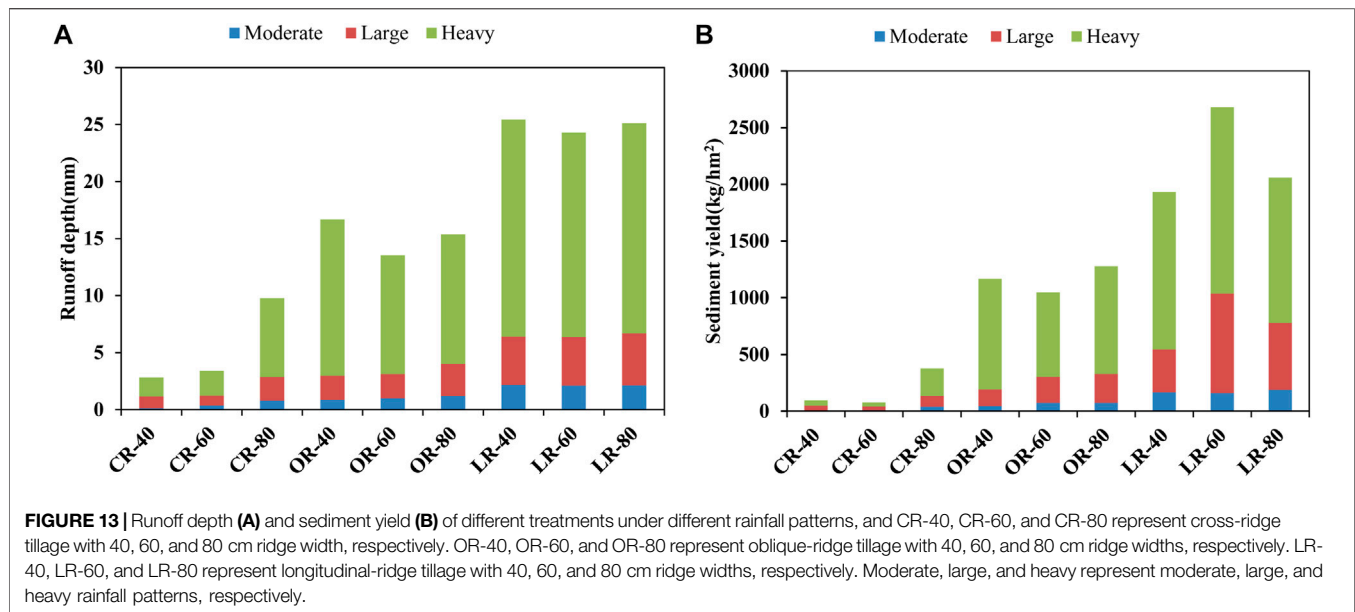 A
Moderate Large Heavy
30
25
20
15
10
5
0
Runoff depth(mm)
CR-40
CR-60
CR-80
OR-40
OR-60
OR-80
LR-40
LR-60
LR-80
B
Moderate Large Heavy
3000
2500
2000
1500
1000
500
0
Sediment yield(kg/hm²)
CR-40
CR-60
CR-80
OR-40
OR-60
OR-80
LR-40
LR-60
LR-80
FIGURE 13 | Runoff depth (A) and sediment yield (B) of different treatments under different rainfall patterns, and CR-40, CR-60, and CR-80 represent cross-ridge
tillage with 40, 60, and 80 cm ridge width, respectively. OR-40, OR-60, and OR-80 represent oblique-ridge tillage with 40, 60, and 80 cm ridge widths, respectively. LR-
40, LR-60, and LR-80 represent longitudinal-ridge tillage with 40, 60, and 80 cm ridge widths, respectively. Moderate, large, and heavy represent moderate, large, and
heavy rainfall patterns, respectively.